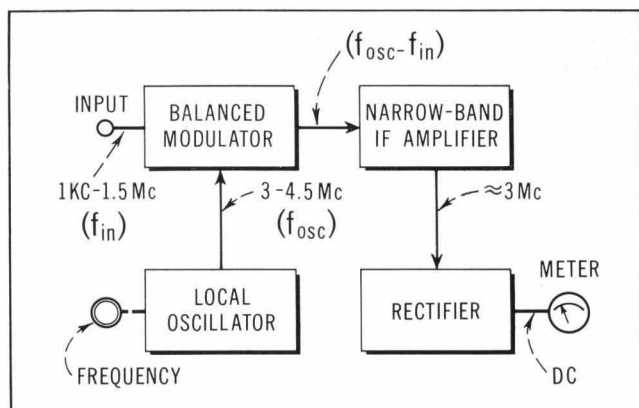 (fosc-fin)
INPUT
BALANCED
MODULATOR
NARROW-BAND
IF AMPLIFIER
1KC-1.5Mc
(fin)
3-4.5Mc
(fosc)
≈3Mc
LOCAL
OSCILLATOR
RECTIFIER
METER
FREQUENCY
DC